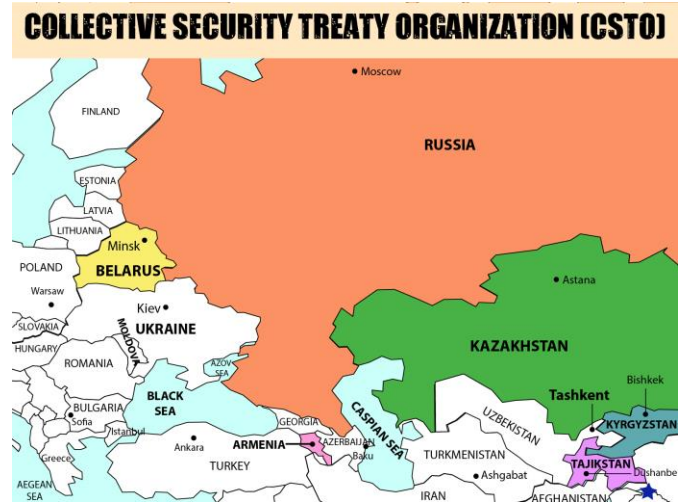 COLLECTIVE SECURITY TREATY ORGANIZATION (CSTO)
Moscow
FINLAND
RUSSIA
ESTONIA
LATVIA
LITHUANIA
Minsk
BELARUS
POLAND
Warsaw
Astana
Kiev
UKRAINE
SLOVAKIA
HUNGARY
MOLDOVA
KAZAKHSTAN
ROMANIA
AZOV
SEA
Bishkek
BLACK
SEA
Tashkent
BULGARIA
Sofia
CASPIAN SEA
UZBEKISTAN
KYRGYZSTAN
GEORGIA
Istanbul
Ankara
ARMENIA
AZERBAIJAN
Baku
TURKMENISTAN
TAJIKSTAN
Greece
TURKEY
Ashgabat
Dushanbe
AEGEAN
SEA
IRAN
AFGHANISTAN